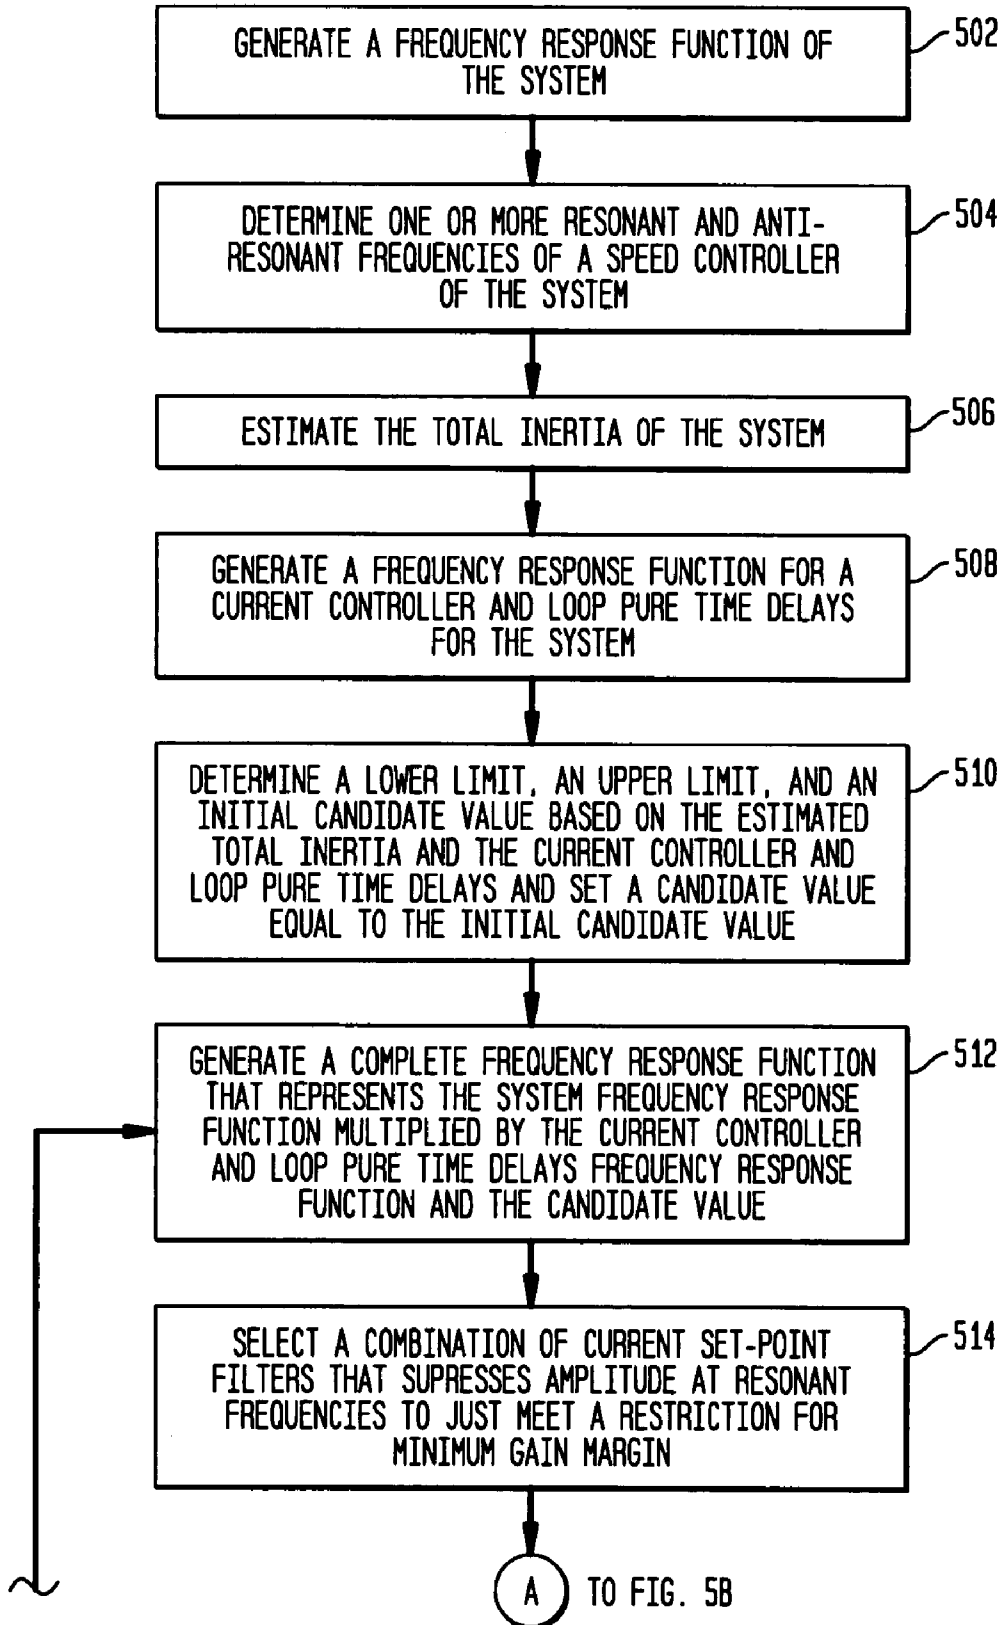 GENERATE A FREQUENCY RESPONSE FUNCTION OF
THE SYSTEM
502
DETERMINE ONE OR MORE RESONANT AND ANTI-
RESONANT FREQUENCIES OF A SPEED CONTROLLER
OF THE SYSTEM
504
ESTIMATE THE TOTAL INERTIA OF THE SYSTEM
506
GENERATE A FREQUENCY RESPONSE FUNCTION FOR A
CURRENT CONTROLLER AND LOOP PURE TIME DELAYS
FOR THE SYSTEM
508
DETERMINE A LOWER LIMIT, AN UPPER LIMIT, AND AN
INITIAL CANDIDATE VALUE BASED ON THE ESTIMATED
TOTAL INERTIA AND THE CURRENT CONTROLLER AND
LOOP PURE TIME DELAYS AND SET A CANDIDATE VALUE
EQUAL TO THE INITIAL CANDIDATE VALUE
510
GENERATE A COMPLETE FREQUENCY RESPONSE FUNCTION
THAT REPRESENTS THE SYSTEM FREQUENCY RESPONSE
FUNCTION MULTIPLIED BY THE CURRENT CONTROLLER
AND LOOP PURE TIME DELAYS FREQUENCY RESPONSE
FUNCTION AND THE CANDIDATE VALUE
512
SELECT A COMBINATION OF CURRENT SET-POINT
FILTERS THAT SUPRESSES AMPLITUDE AT RESONANT
FREQUENCIES TO JUST MEET A RESTRICTION FOR
MINIMUM GAIN MARGIN
514
A TO FIG. 5B